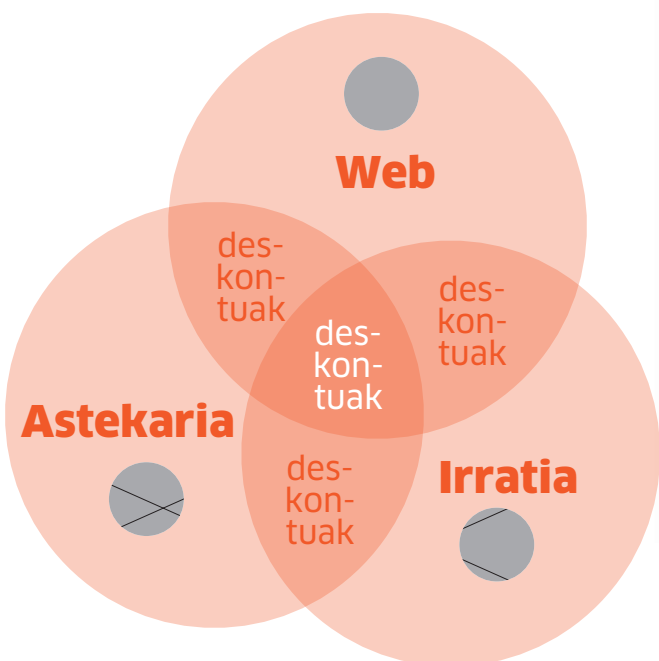 Web
des-
kon-
tuak
des-
kon-
tuak
des-
kon-
tuak
Astekaria
des-
kon-
tuak
Irratia